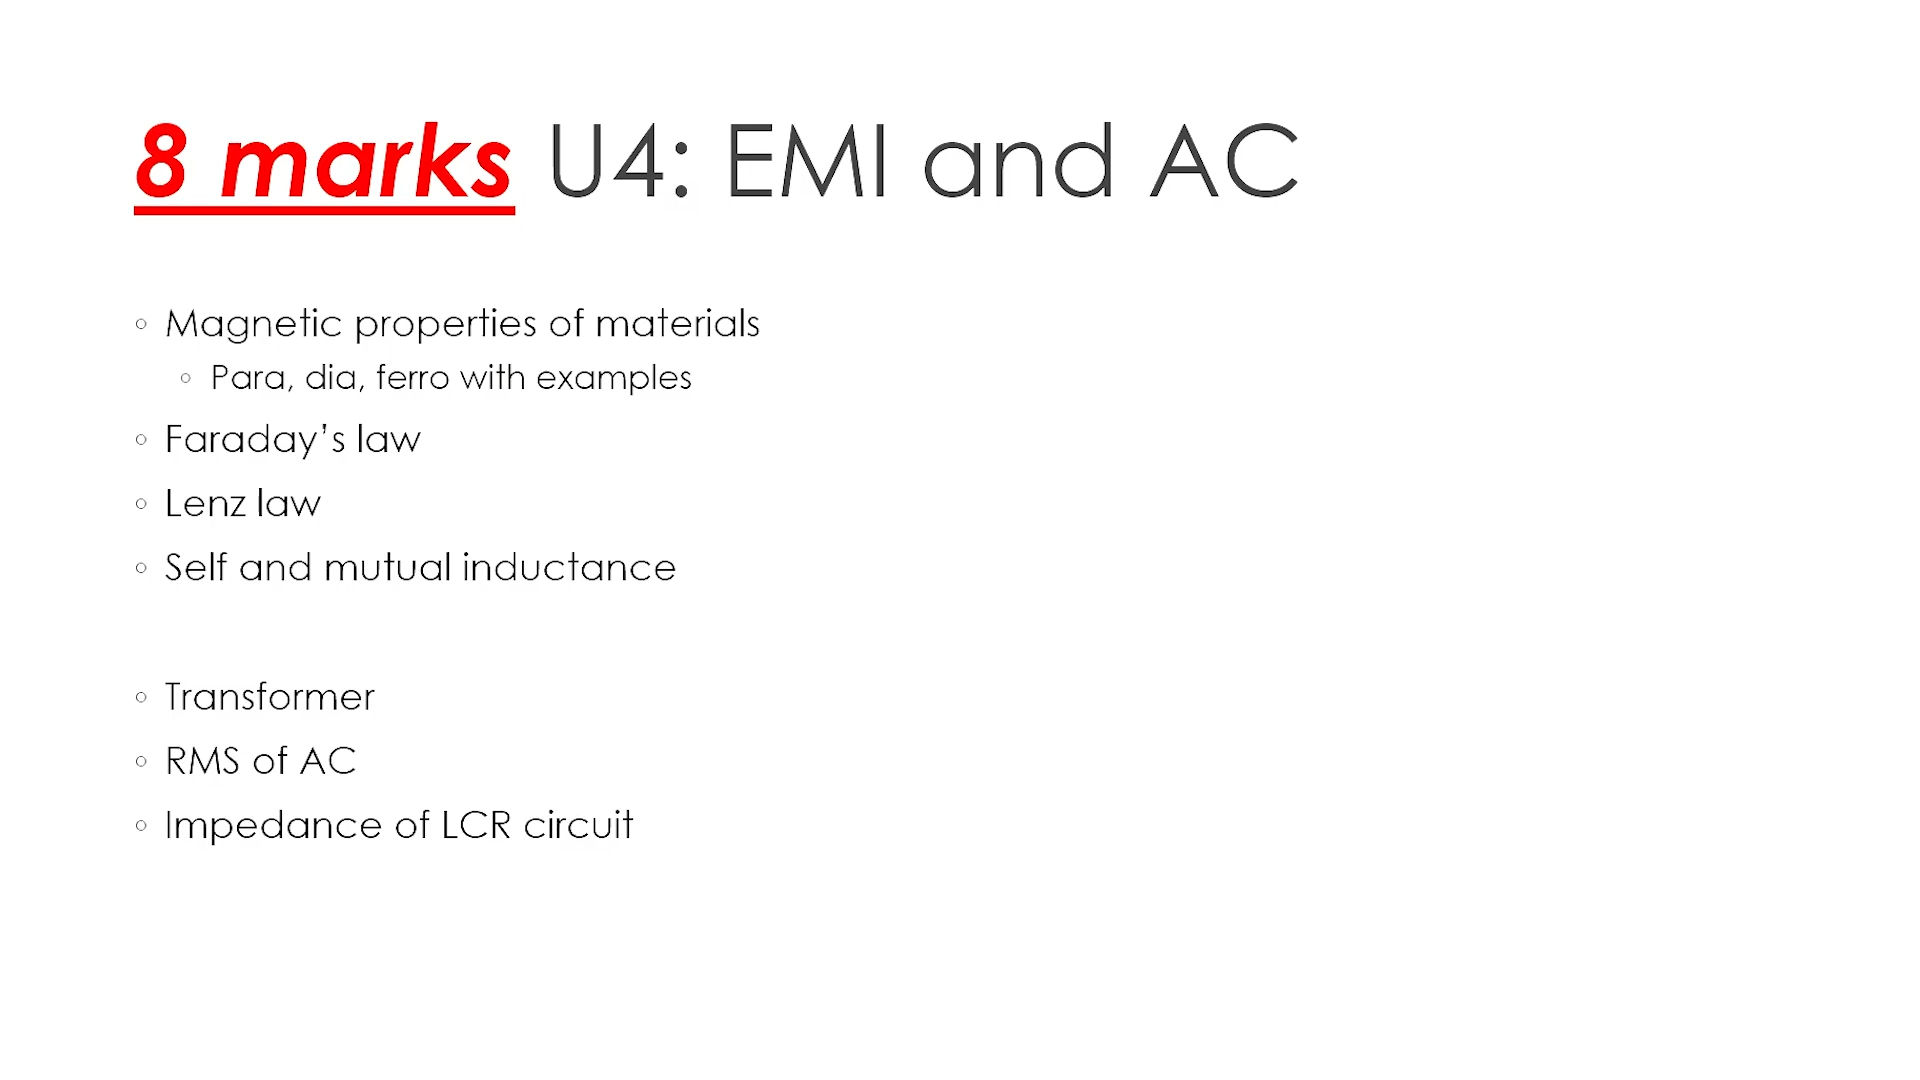 8 marks U4: EMI and AC
◦ Magnetic properties of materials
◦ Para, dia, ferro with examples
◦ Faraday’s law
◦ Lenz law
◦ Self and mutual inductance
◦ Transformer
◦ RMS of AC
◦ Impedance of LCR circuit